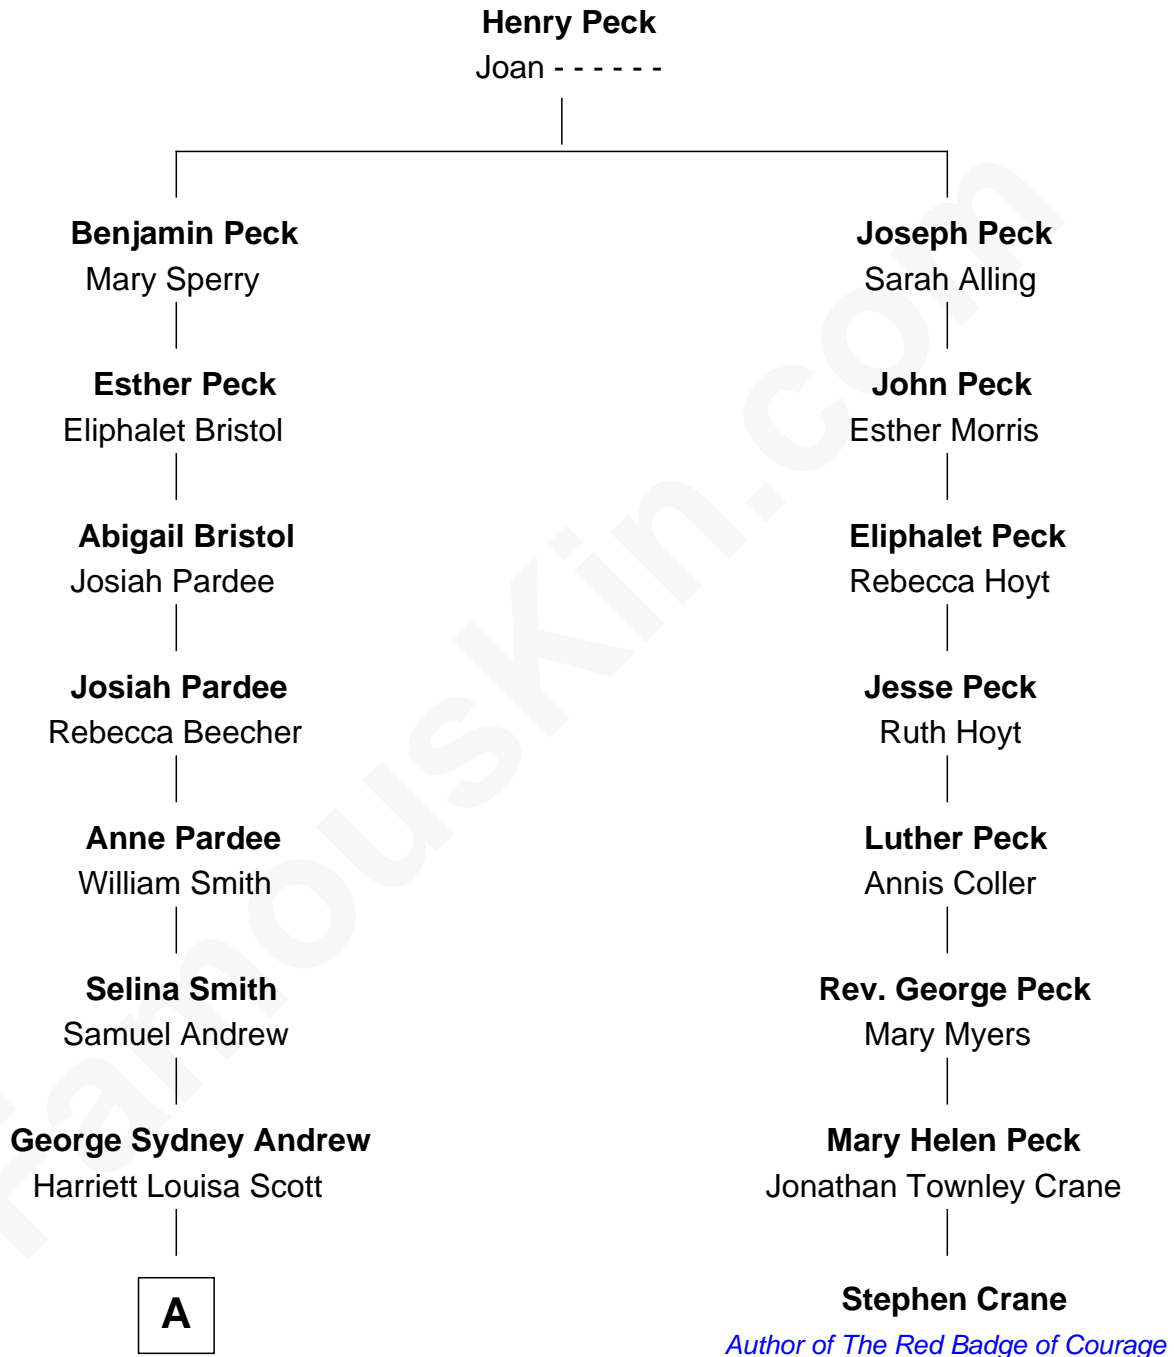 Henry Peck
Joan - - - - - -
Benjamin Peck
Mary Sperry
Joseph Peck
Sarah Alling
Esther Peck
Eliphalet Bristol
John Peck
Esther Morris
Abigail Bristol
Josiah Pardee
Eliphalet Peck
Rebecca Hoyt
Josiah Pardee
Rebecca Beecher
Jesse Peck
Ruth Hoyt
Anne Pardee
William Smith
Luther Peck
Annis Coller
Selina Smith
Samuel Andrew
Rev. George Peck
Mary Myers
George Sydney Andrew
Harriett Louisa Scott
Mary Helen Peck
Jonathan Townley Crane
A
Stephen Crane
Author of The Red Badge of Courage
FamousKin.com